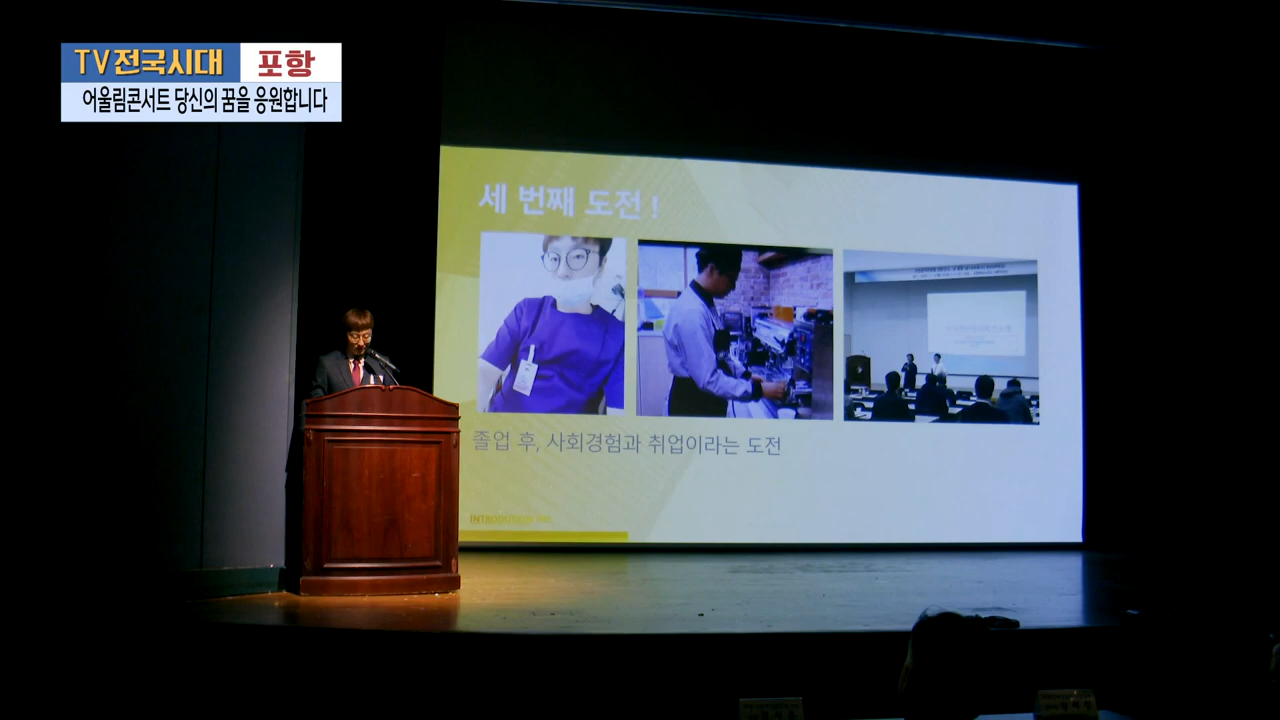 TV전국시대 포항
어울림콘서트 당신의 꿈을 응원합니다
세 번째 도전 !
졸업 후, 사회경험과 취업이라는 도전